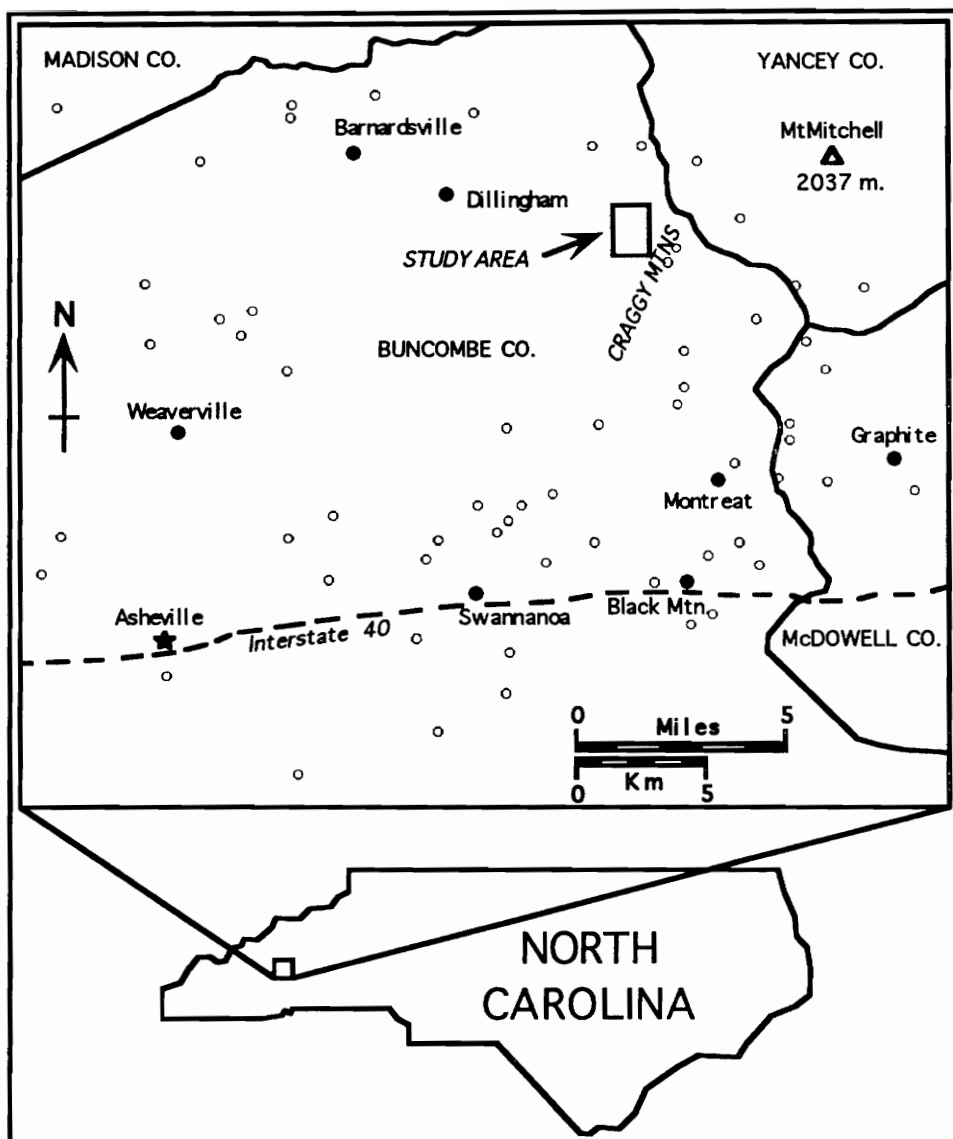 MADISON CO.
YANCEY CO.
Barnardsville
MtMitchell
2037 m.
Dillingham
STUDY AREA
CRAGGY MTNS
N
BUNCOMBE CO.
Weaverville
Graphite
Montreat
Asheville
Interstate 40
Swannanoa
Black Mtn.
McDOWELL CO.
0 Miles 5
Km
0 5
NORTH
CAROLINA